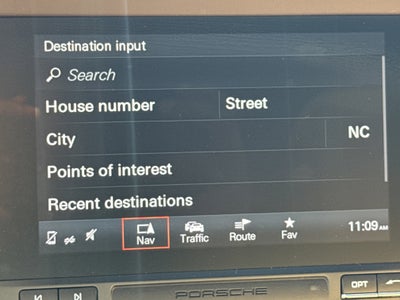 Destination input
Search
House number Street
City NC
Points of interest
Recent destinations
Nav Traffic Route Fav 11:09 AM
PORSCHE OPT